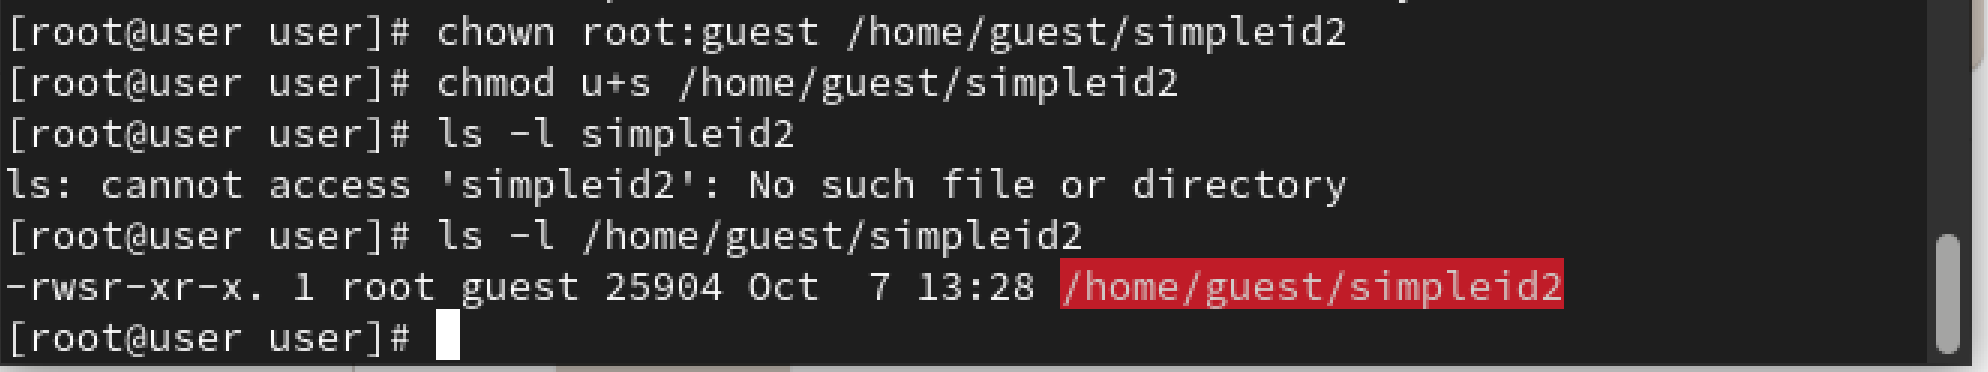 [root@user user]# chown root:guest /home/guest/simpleid2
[root@user user]# chmod u+s /home/guest/simpleid2
[root@user user]# ls -l simpleid2
ls: cannot access 'simpleid2': No such file or directory
[root@user user]# ls -l /home/guest/simpleid2
-rwsr-xr-x. 1 root guest 25904 Oct  7 13:28 /home/guest/simpleid2
[root@user user]#